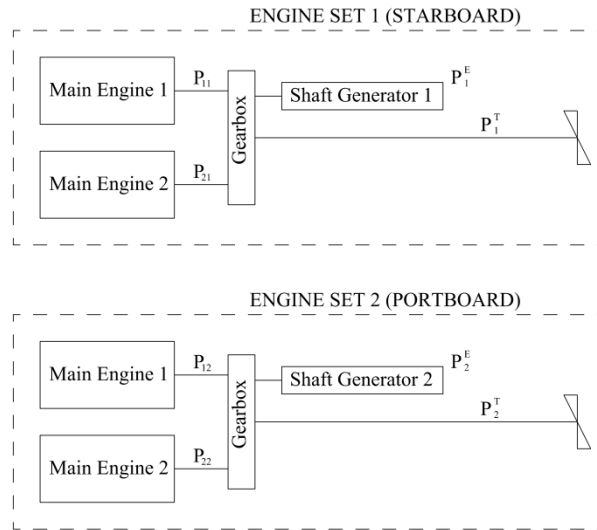 ENGINE SET 1 (STARBOARD)
Main Engine 1
P₁₁
Gearbox
Shaft Generator 1
P₁ᴱ
P₁ᵀ
Main Engine 2
P₂₁
ENGINE SET 2 (PORTBOARD)
Main Engine 1
P₁₂
Gearbox
Shaft Generator 2
P₂ᴱ
P₂ᵀ
Main Engine 2
P₂₂